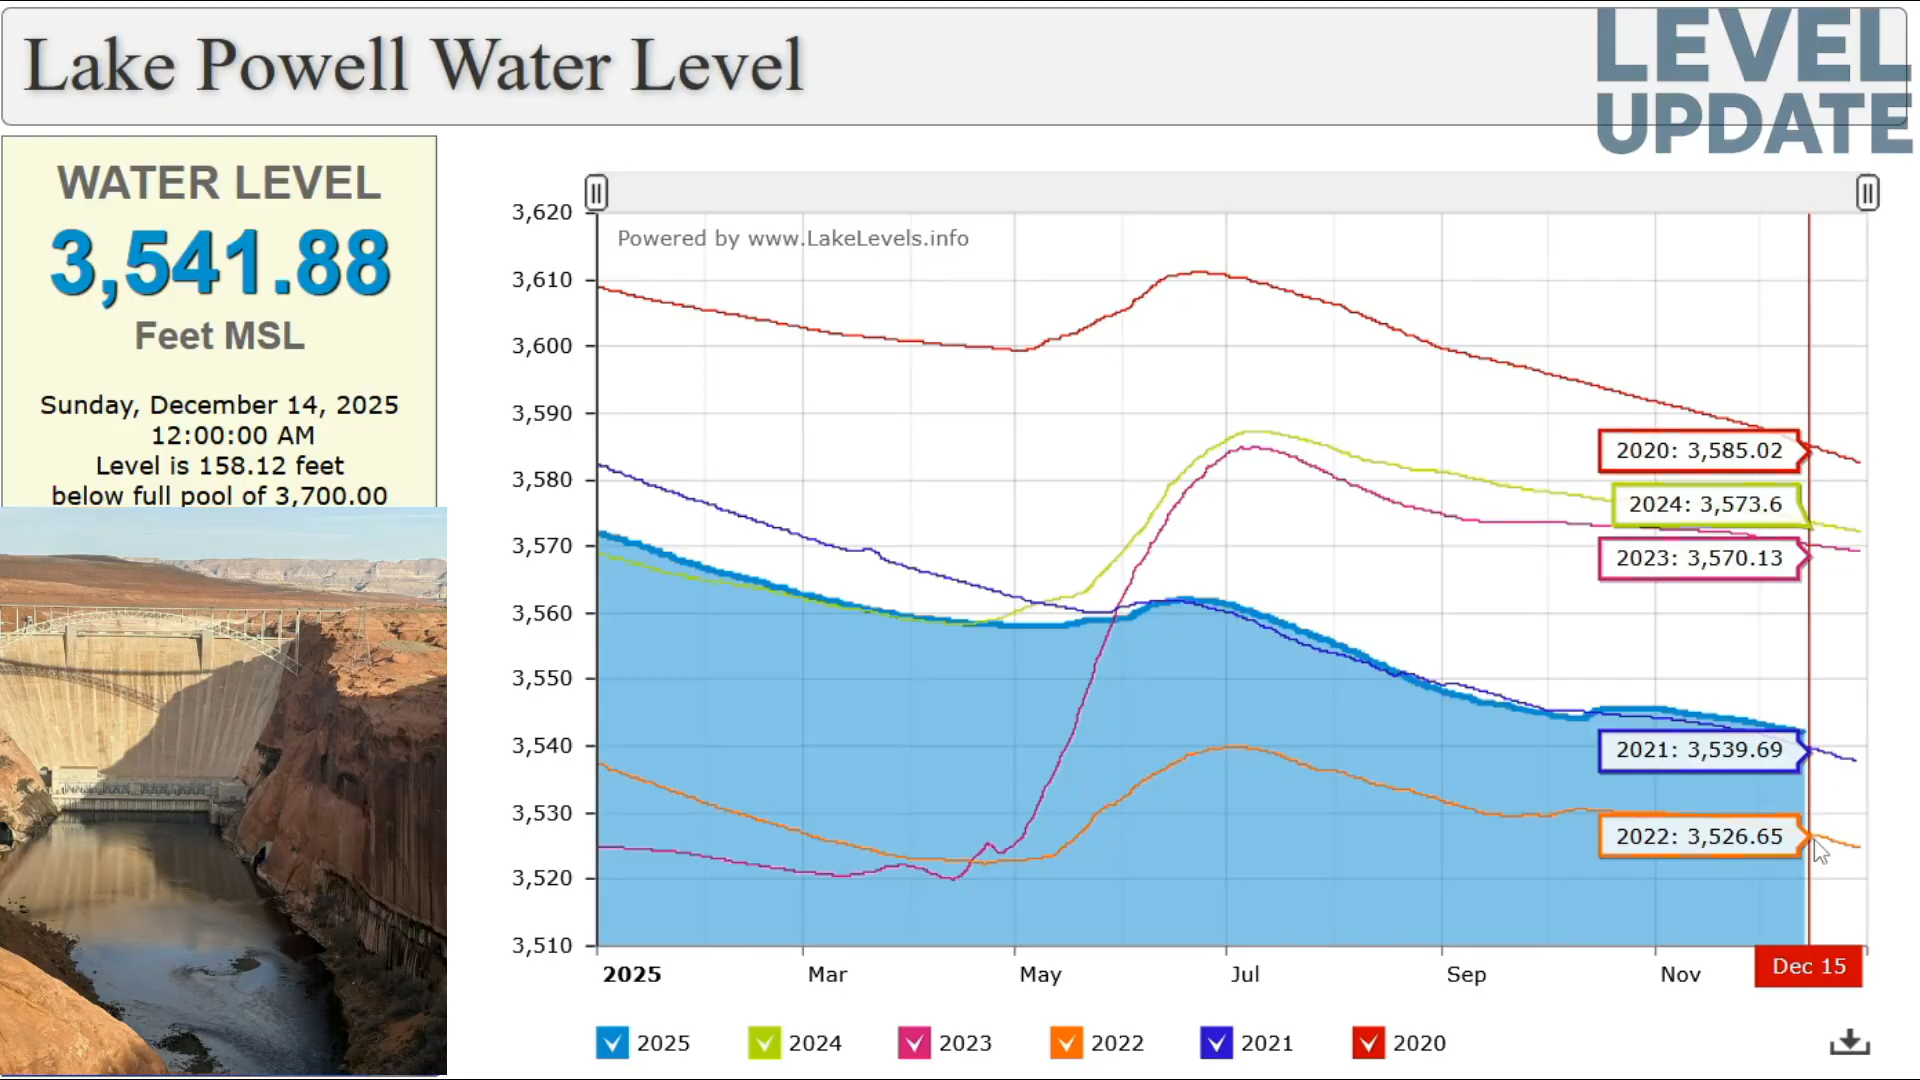 Lake Powell Water Level
LEVEL
UPDATE
WATER LEVEL
3,541.88
Feet MSL
Sunday, December 14, 2025
12:00:00 AM
Level is 158.12 feet
below full pool of 3,700.00
Powered by www.LakeLevels.info
3,620
3,610
3,600
3,590
3,580
3,570
3,560
3,550
3,540
3,530
3,520
3,510
2020: 3,585.02
2024: 3,573.6
2023: 3,570.13
2021: 3,539.69
2022: 3,526.65
2025 Mar May Jul Sep Nov Dec 15
2025 2024 2023 2022 2021 2020